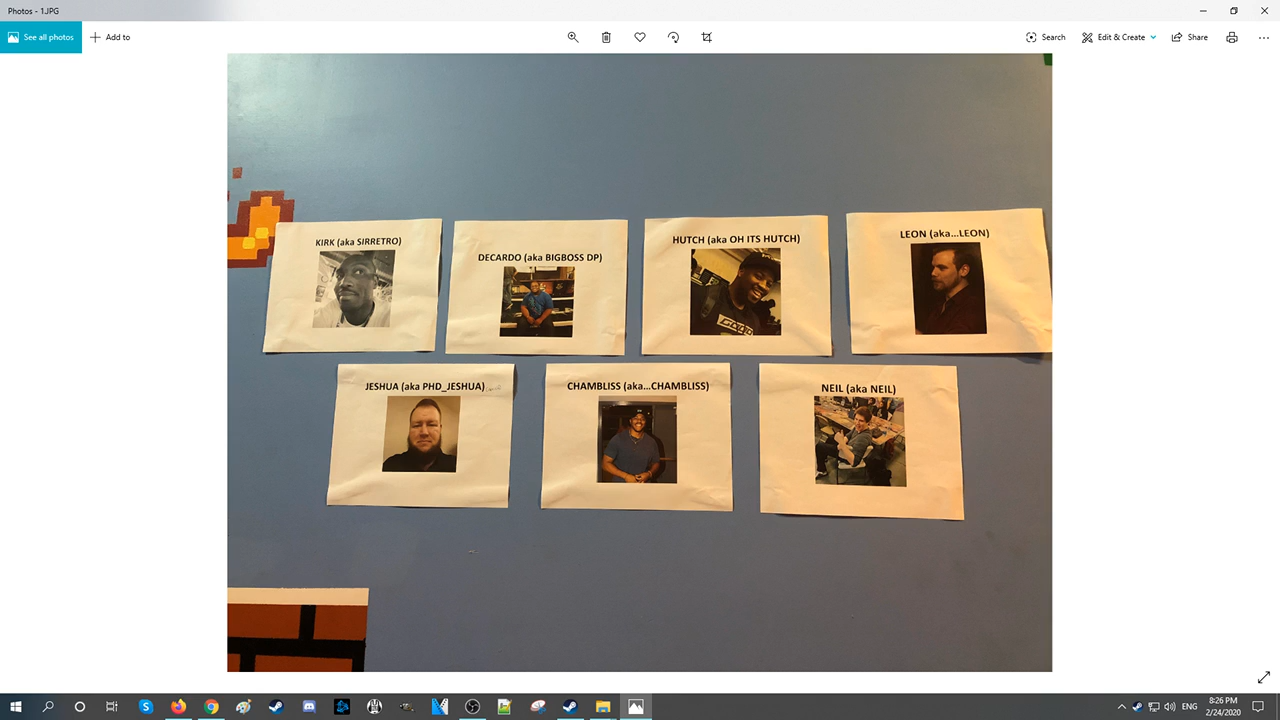 Photos - 1.JPG
See all photos
Add to
Search
Edit & Create
Share
KIRK (aka SIRRETRO)
DECARDO (aka BIGBOSS DP)
HUTCH (aka OH ITS HUTCH)
LEON (aka...LEON)
JESHUA (aka PHD_JESHUA)
CHAMBLISS (aka...CHAMBLISS)
NEIL (aka NEIL)
ENG
8:26 PM
2/24/2020